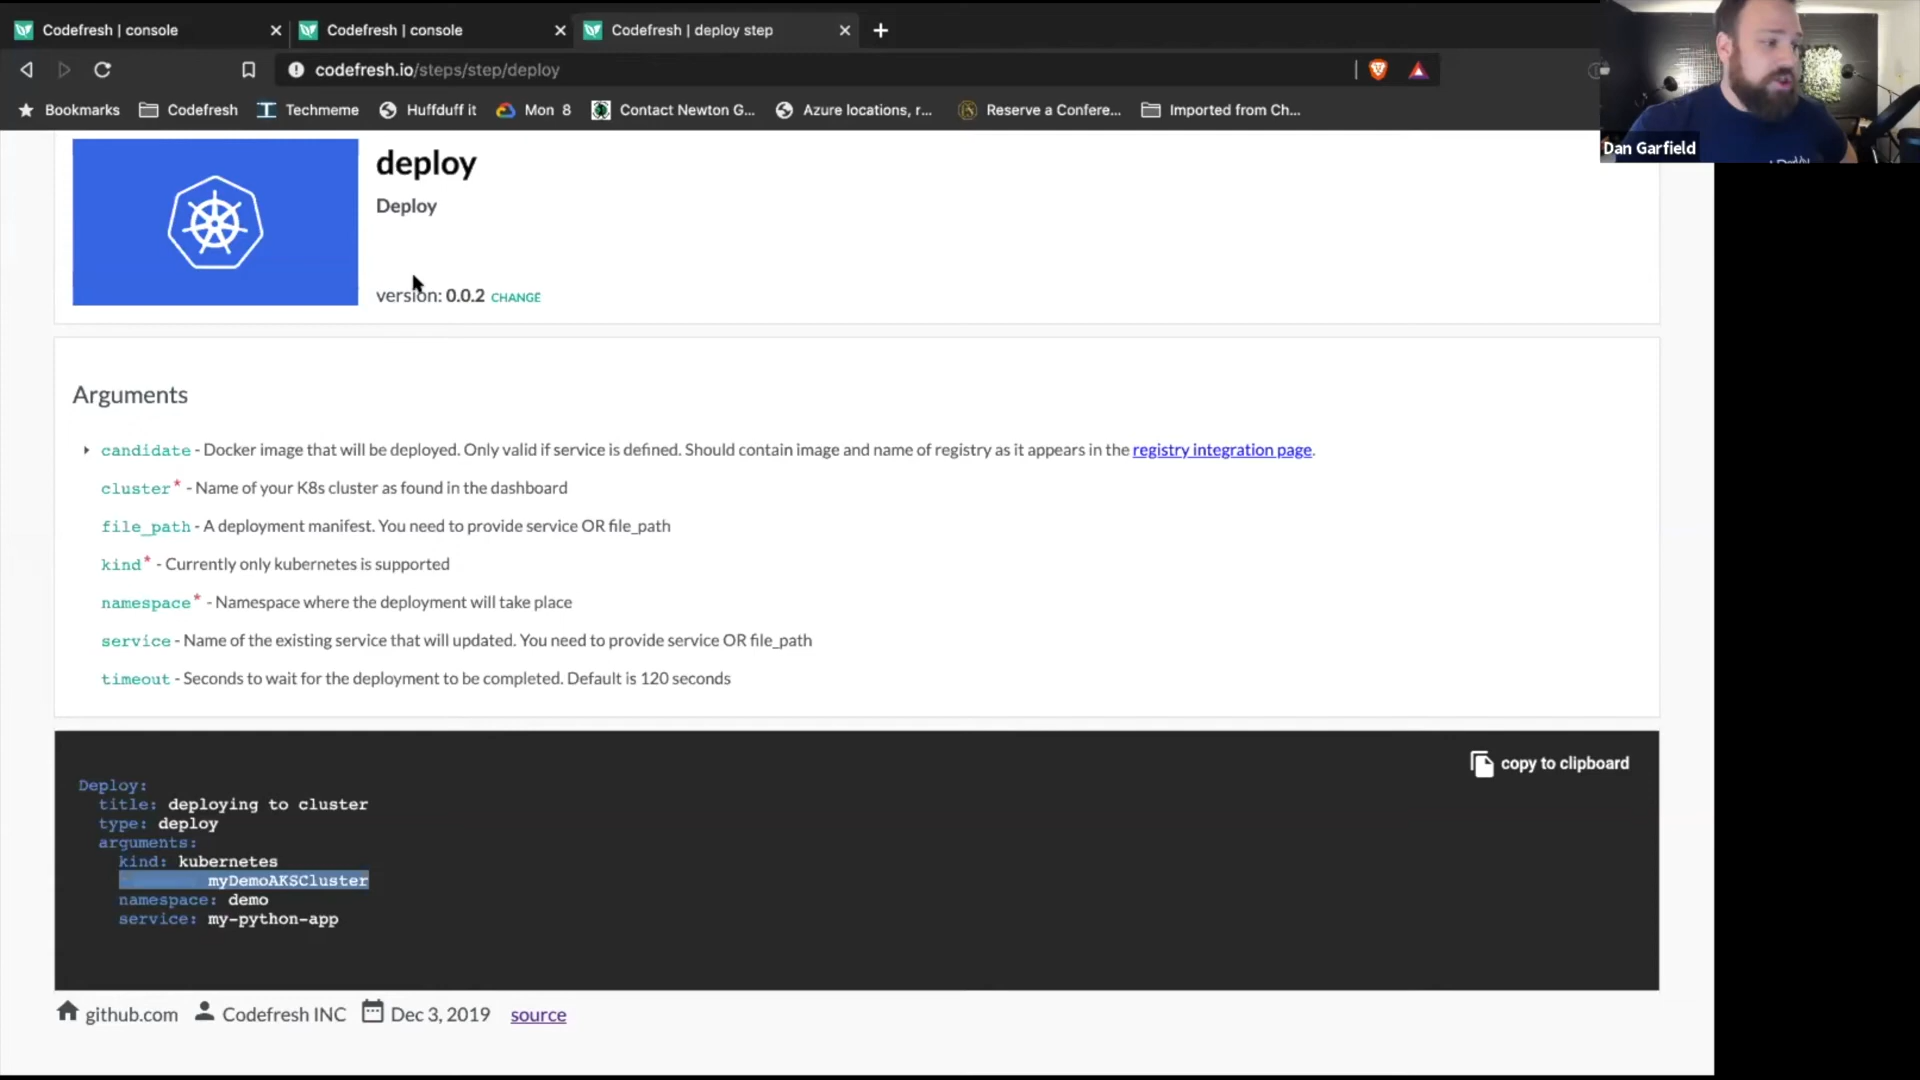 Codefresh | console
Codefresh | console
Codefresh | deploy step
codefresh.io/steps/step/deploy
Bookmarks
Codefresh
Techmeme
Huffduff it
Mon 8
Contact Newton G...
Azure locations, r...
Reserve a Confere...
Imported from Ch...
Dan Garfield
deploy
Deploy
version: 0.0.2 CHANGE
Arguments
candidate - Docker image that will be deployed. Only valid if service is defined. Should contain image and name of registry as it appears in the registry integration page.
cluster* - Name of your K8s cluster as found in the dashboard
file_path - A deployment manifest. You need to provide service OR file_path
kind* - Currently only kubernetes is supported
namespace* - Namespace where the deployment will take place
service - Name of the existing service that will updated. You need to provide service OR file_path
timeout - Seconds to wait for the deployment to be completed. Default is 120 seconds
copy to clipboard
Deploy:
title: deploying to cluster
type: deploy
arguments:
kind: kubernetes
myDemoAKSCluster
namespace: demo
service: my-python-app
github.com
Codefresh INC
Dec 3, 2019
source